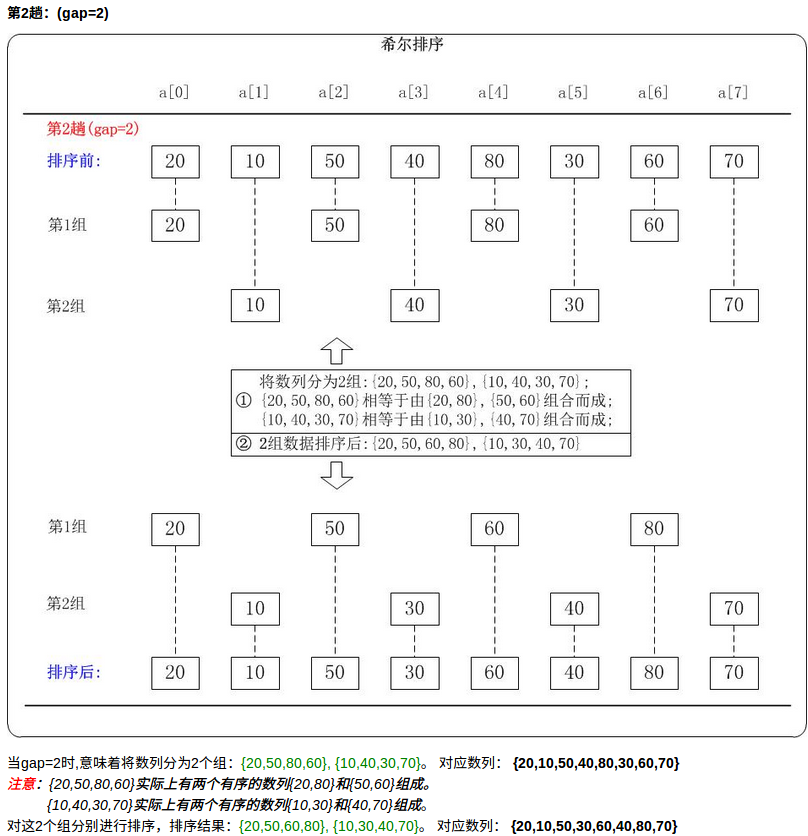 第2趟：(gap=2)
希尔排序
a[0] a[1] a[2] a[3] a[4] a[5] a[6] a[7]
第2趟(gap=2)
排序前: 20 10 50 40 80 30 60 70
第1组 20 50 80 60
第2组 10 40 30 70
将数列分为2组:{20,50,80,60},{10,40,30,70};
① {20,50,80,60}相等于由{20,80},{50,60}组合而成;
{10,40,30,70}相等于由{10,30},{40,70}组合而成;
② 2组数据排序后:{20,50,60,80},{10,30,40,70}
第1组 20 50 60 80
第2组 10 30 40 70
排序后: 20 10 50 30 60 40 80 70
当gap=2时,意味着将数列分为2个组：{20,50,80,60}, {10,40,30,70}。 对应数列： {20,10,50,40,80,30,60,70}
注意：{20,50,80,60}实际上有两个有序的数列{20,80}和{50,60}组成。
{10,40,30,70}实际上有两个有序的数列{10,30}和{40,70}组成。
对这2个组分别进行排序，排序结果：{20,50,60,80}, {10,30,40,70}。 对应数列： {20,10,50,30,60,40,80,70}